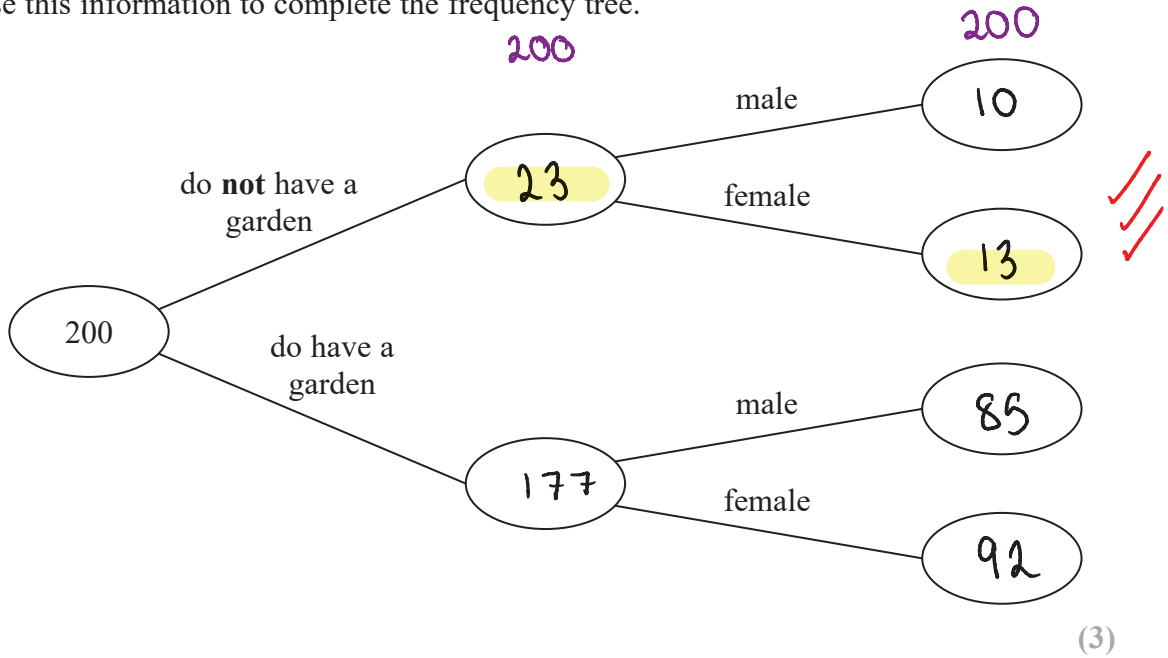 se this information to complete the frequency tree.
200
200
male
10
do not have a
garden
23
female
13
200
do have a
garden
male
85
177
female
92
(3)